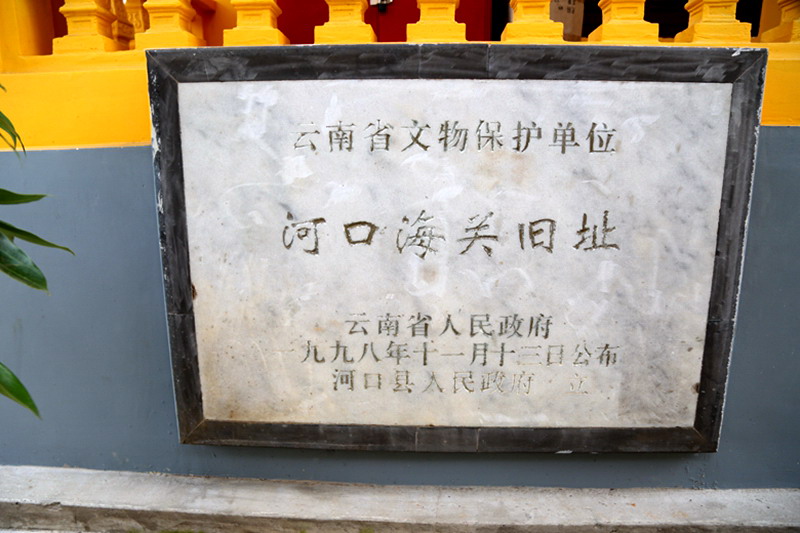 云南省文物保护单位
河口海关旧址
云南省人民政府
一九九八年十一月十三日公布
河口县人民政府 立